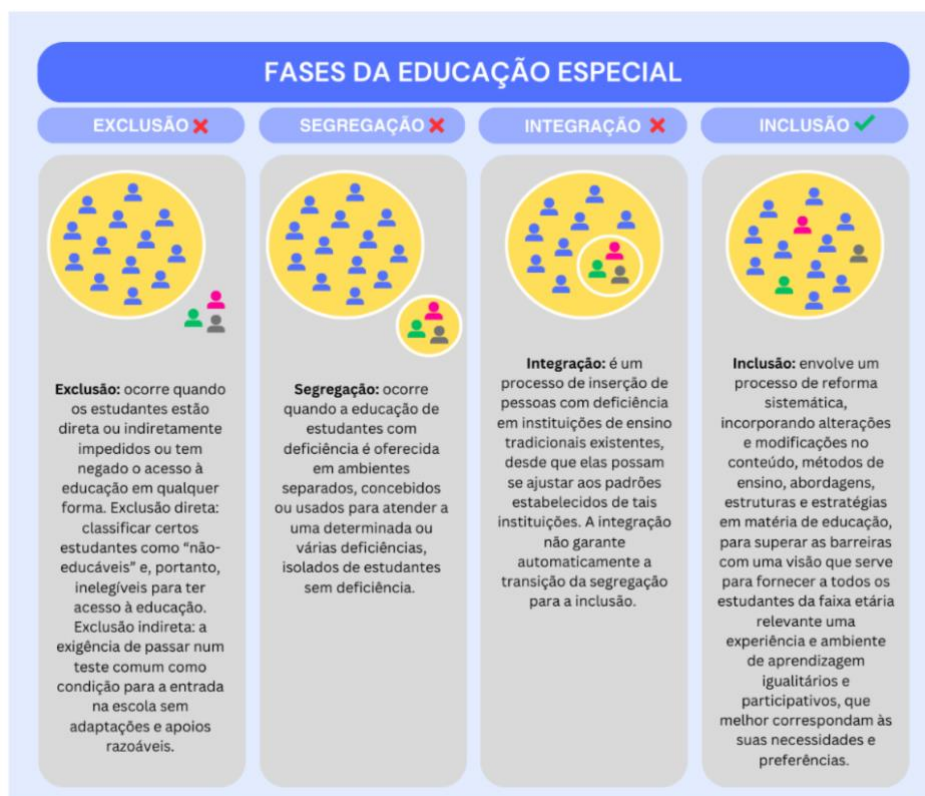 FASES DA EDUCAÇÃO ESPECIAL
EXCLUSÃO
Exclusão: ocorre quando
os estudantes estão
direta ou indiretamente
impedidos ou tem
negado o acesso à
educação em qualquer
forma. Exclusão direta:
classificar certos
estudantes como “não-
educáveis” e, portanto,
inelegíveis para ter
acesso à educação.
Exclusão indireta: a
exigência de passar num
teste comum como
condição para a entrada
na escola sem
adaptações e apoios
razoáveis.
SEGREGAÇÃO
Segregação: ocorre
quando a educação de
estudantes com
deficiência é oferecida
em ambientes
separados, concebidos
ou usados para atender a
uma determinada ou
várias deficiências,
isolados de estudantes
sem deficiência.
INTEGRAÇÃO
Integração: é um
processo de inserção de
pessoas com deficiência
em instituições de ensino
tradicionais existentes,
desde que elas possam
se ajustar aos padrões
estabelecidos de tais
instituições. A integração
não garante
automaticamente a
transição da segregação
para a inclusão.
INCLUSÃO
Inclusão: envolve um
processo de reforma
sistemática,
incorporando alterações
e modificações no
conteúdo, métodos de
ensino, abordagens,
estruturas e estratégias
em matéria de educação,
para superar as barreiras
com uma visão que serve
para fornecer a todos os
estudantes da faixa etária
relevante uma
experiência e ambiente
de aprendizagem
igualitários e
participativos, que
melhor correspondam às
suas necessidades e
preferências.